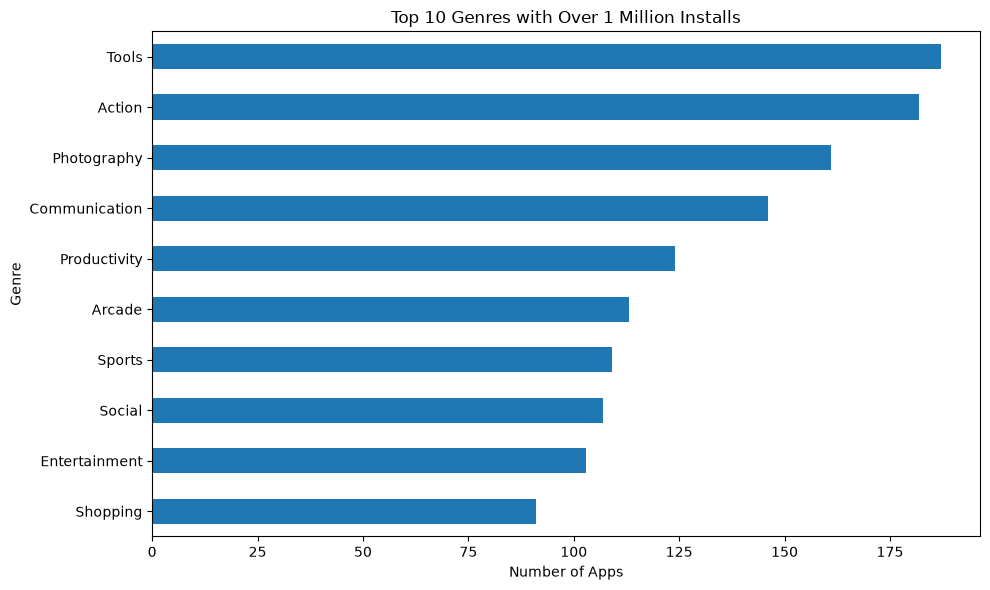 Top 10 Genres with Over 1 Million Installs
Genre
Tools
Action
Photography
Communication
Productivity
Arcade
Sports
Social
Entertainment
Shopping
0 25 50 75 100 125 150 175
Number of Apps